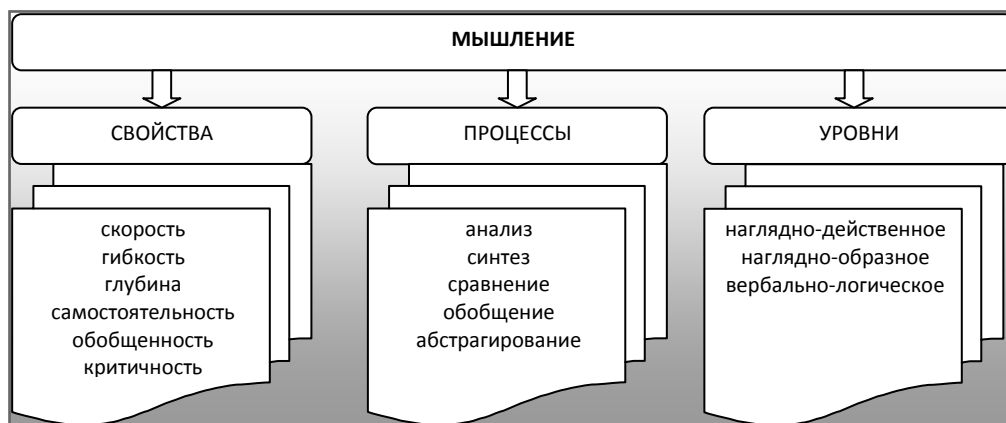 МЫШЛЕНИЕ
СВОЙСТВА
скорость
гибкость
глубина
самостоятельность
обобщенность
критичность
ПРОЦЕССЫ
анализ
синтез
сравнение
обобщение
абстрагирование
УРОВНИ
наглядно-действенное
наглядно-образное
вербально-логическое